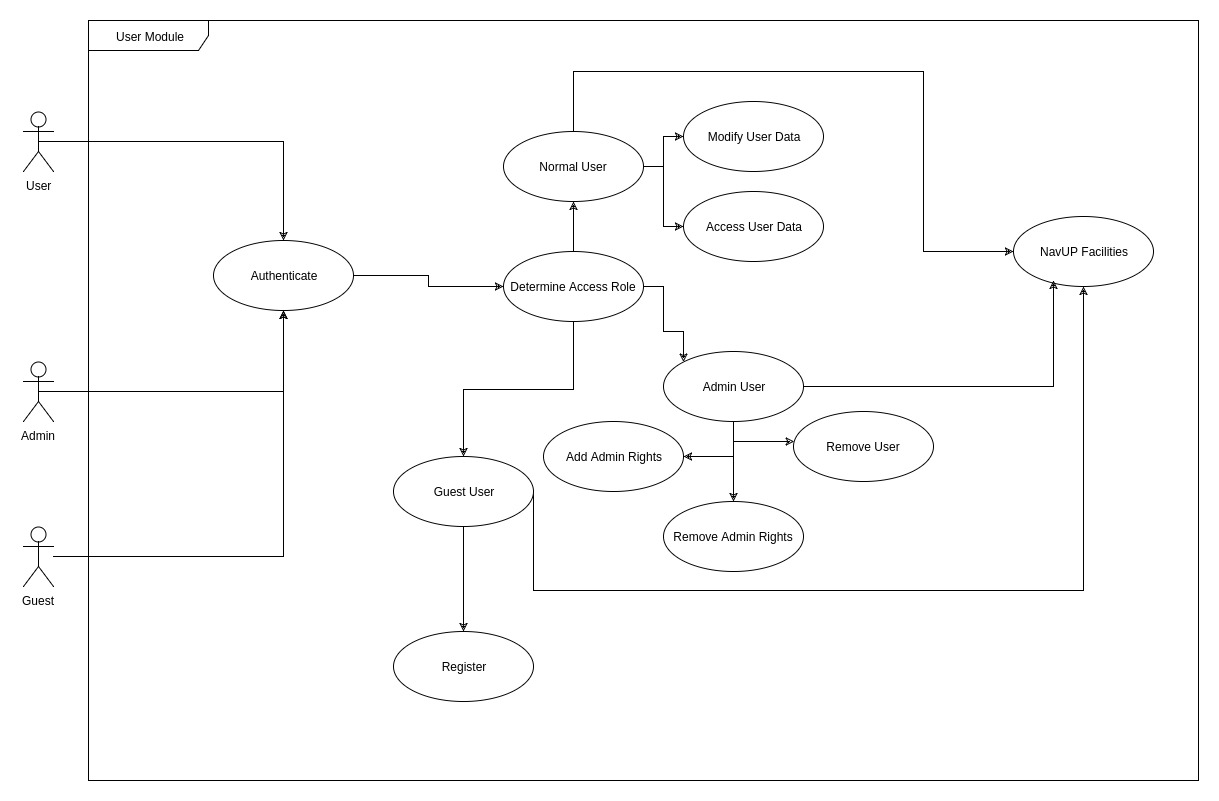 User Module
User
Normal User
Modify User Data
Access User Data
NavUP Facilities
Authenticate
Determine Access Role
Admin User
Admin
Add Admin Rights
Remove User
Guest User
Remove Admin Rights
Guest
Register